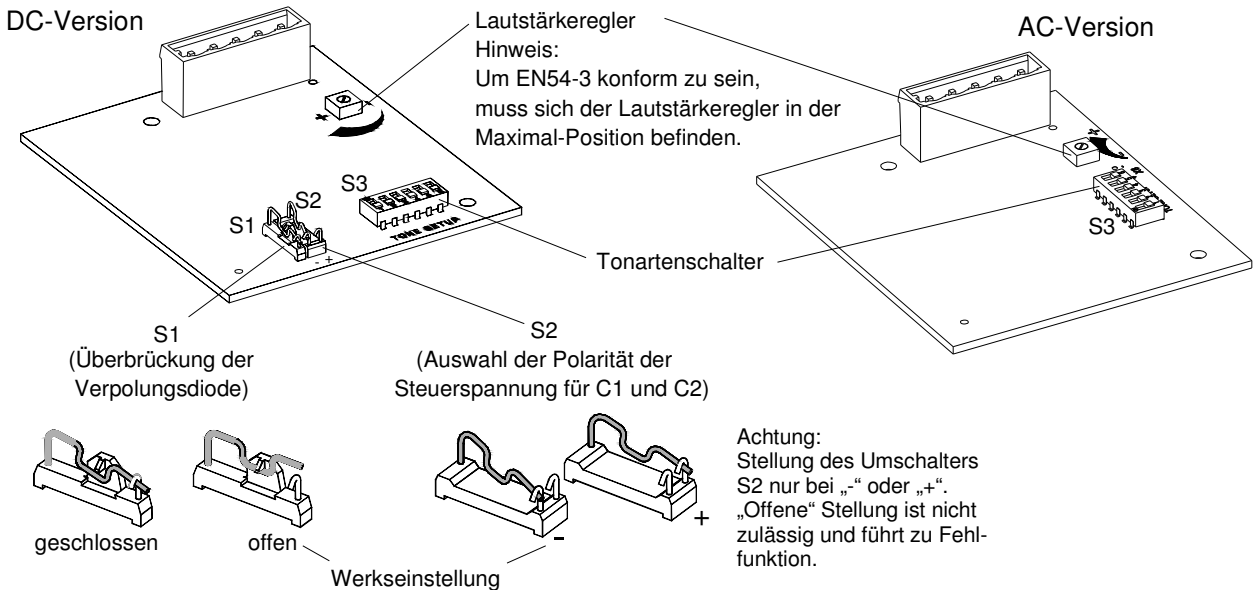 DC-Version
Lautstärkeregler
Hinweis:
Um EN54-3 konform zu sein,
muss sich der Lautstärkeregler in der
Maximal-Position befinden.
AC-Version
+
+
S3
S2
S1
TONE SETUP
- +
S3
Tonartenschalter
S1
(Überbrückung der
Verpolungsdiode)
S2
(Auswahl der Polarität der
Steuerspannung für C1 und C2)
geschlossen
offen
-
+
Achtung:
Stellung des Umschalters
S2 nur bei „-“ oder „+“.
„Offene“ Stellung ist nicht
zulässig und führt zu Fehl-
funktion.
Werkseinstellung